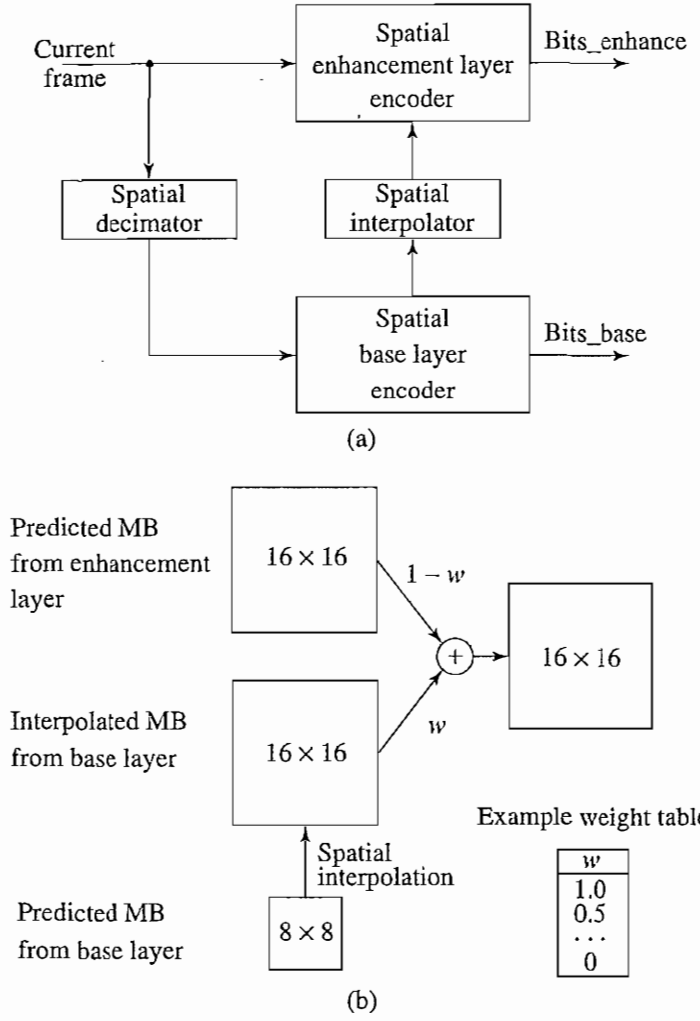 Current
frame
Spatial
enhancement layer
encoder
Bits_enhance
Spatial
decimator
Spatial
interpolator
Spatial
base layer
encoder
Bits_base
(a)
Predicted MB
from enhancement
layer
16 × 16
1 − w
+
16 × 16
Interpolated MB
from base layer
16 × 16
w
Spatial
interpolation
Predicted MB
from base layer
8 × 8
Example weight table
w
1.0
0.5
...
0
(b)